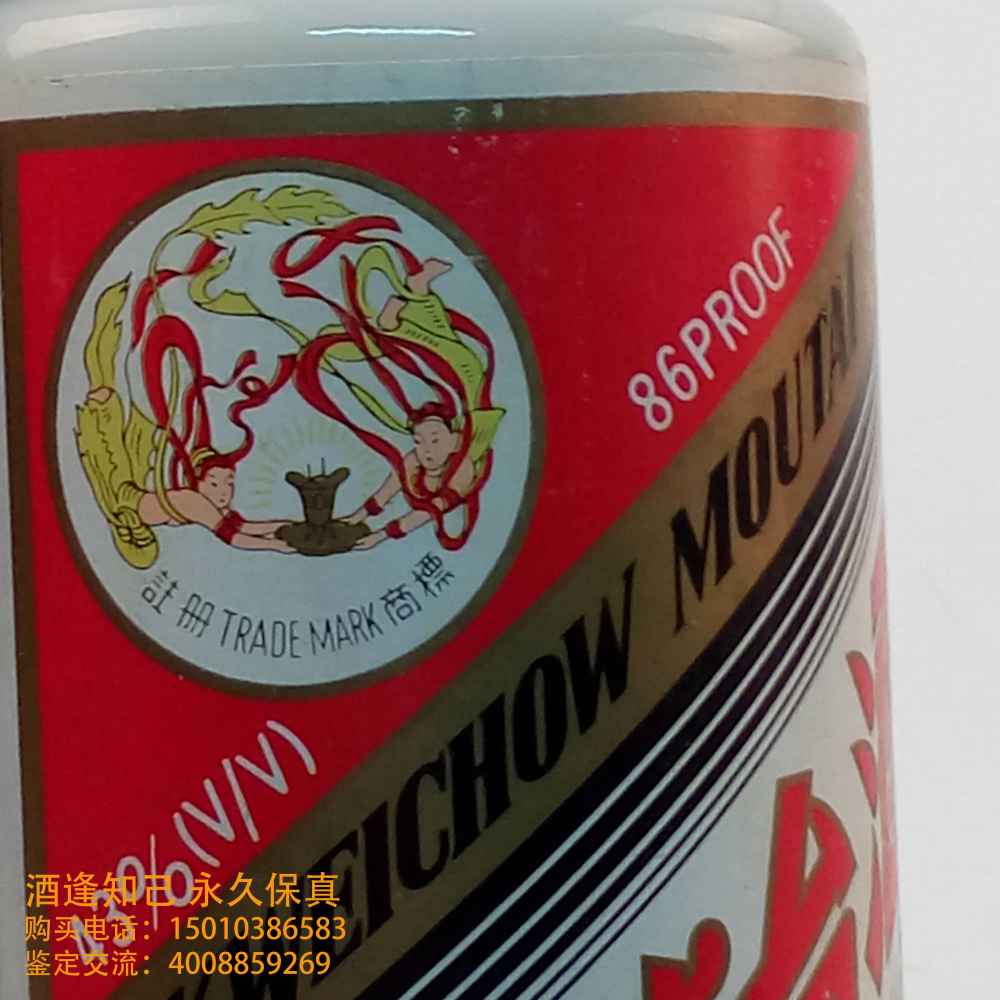 註册 TRADE MARK 商標
86PROOF
43%(V/V)
KWEICHOW MOUTAI
酒逢知己 永久保真
购买电话：15010386583
鉴定交流：4008859269